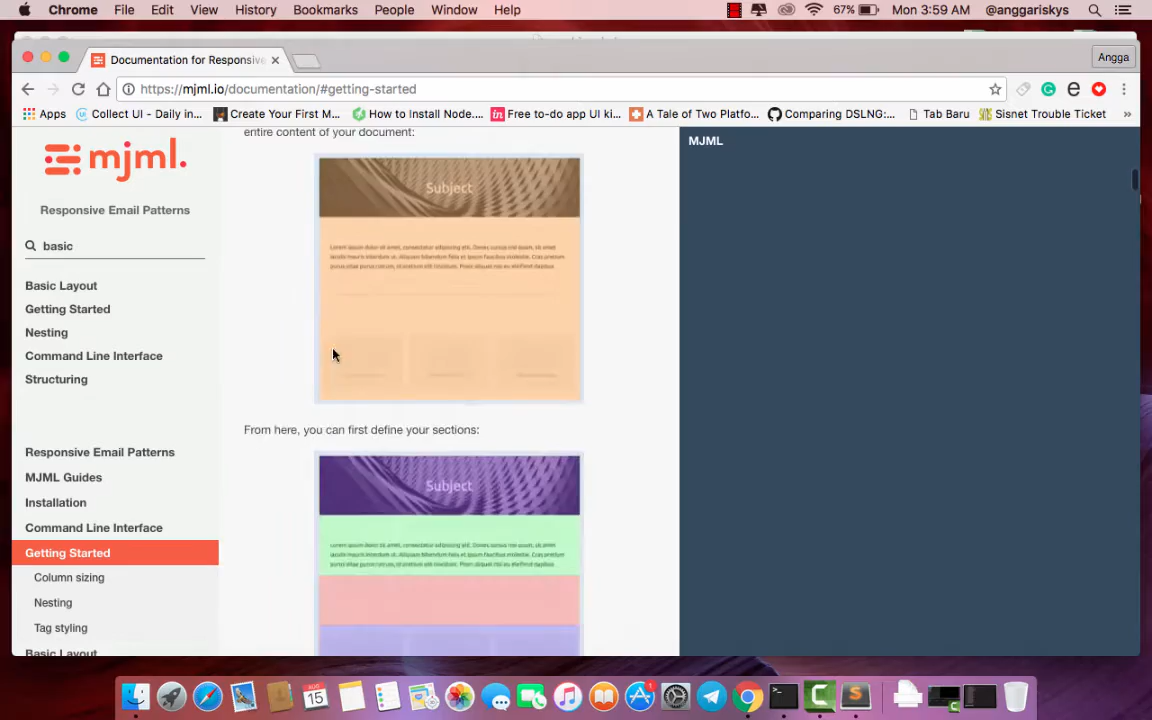 Chrome File Edit View History Bookmarks People Window Help 67% Mon 3:59 AM @anggariskys
Documentation for Responsive Angga
https://mjml.io/documentation/#getting-started
Apps Collect UI - Daily in... Create Your First M... How to Install Node.... Free to-do app UI ki... A Tale of Two Platfo... Comparing DSLNG:... Tab Baru Sisnet Trouble Ticket »
mjml.
Responsive Email Patterns
basic
Basic Layout
Getting Started
Nesting
Command Line Interface
Structuring
Responsive Email Patterns
MJML Guides
Installation
Command Line Interface
Getting Started
Column sizing
Nesting
Tag styling
Basic Layout
entire content of your document:
Subject
From here, you can first define your sections:
Subject
MJML
AUG
15
1